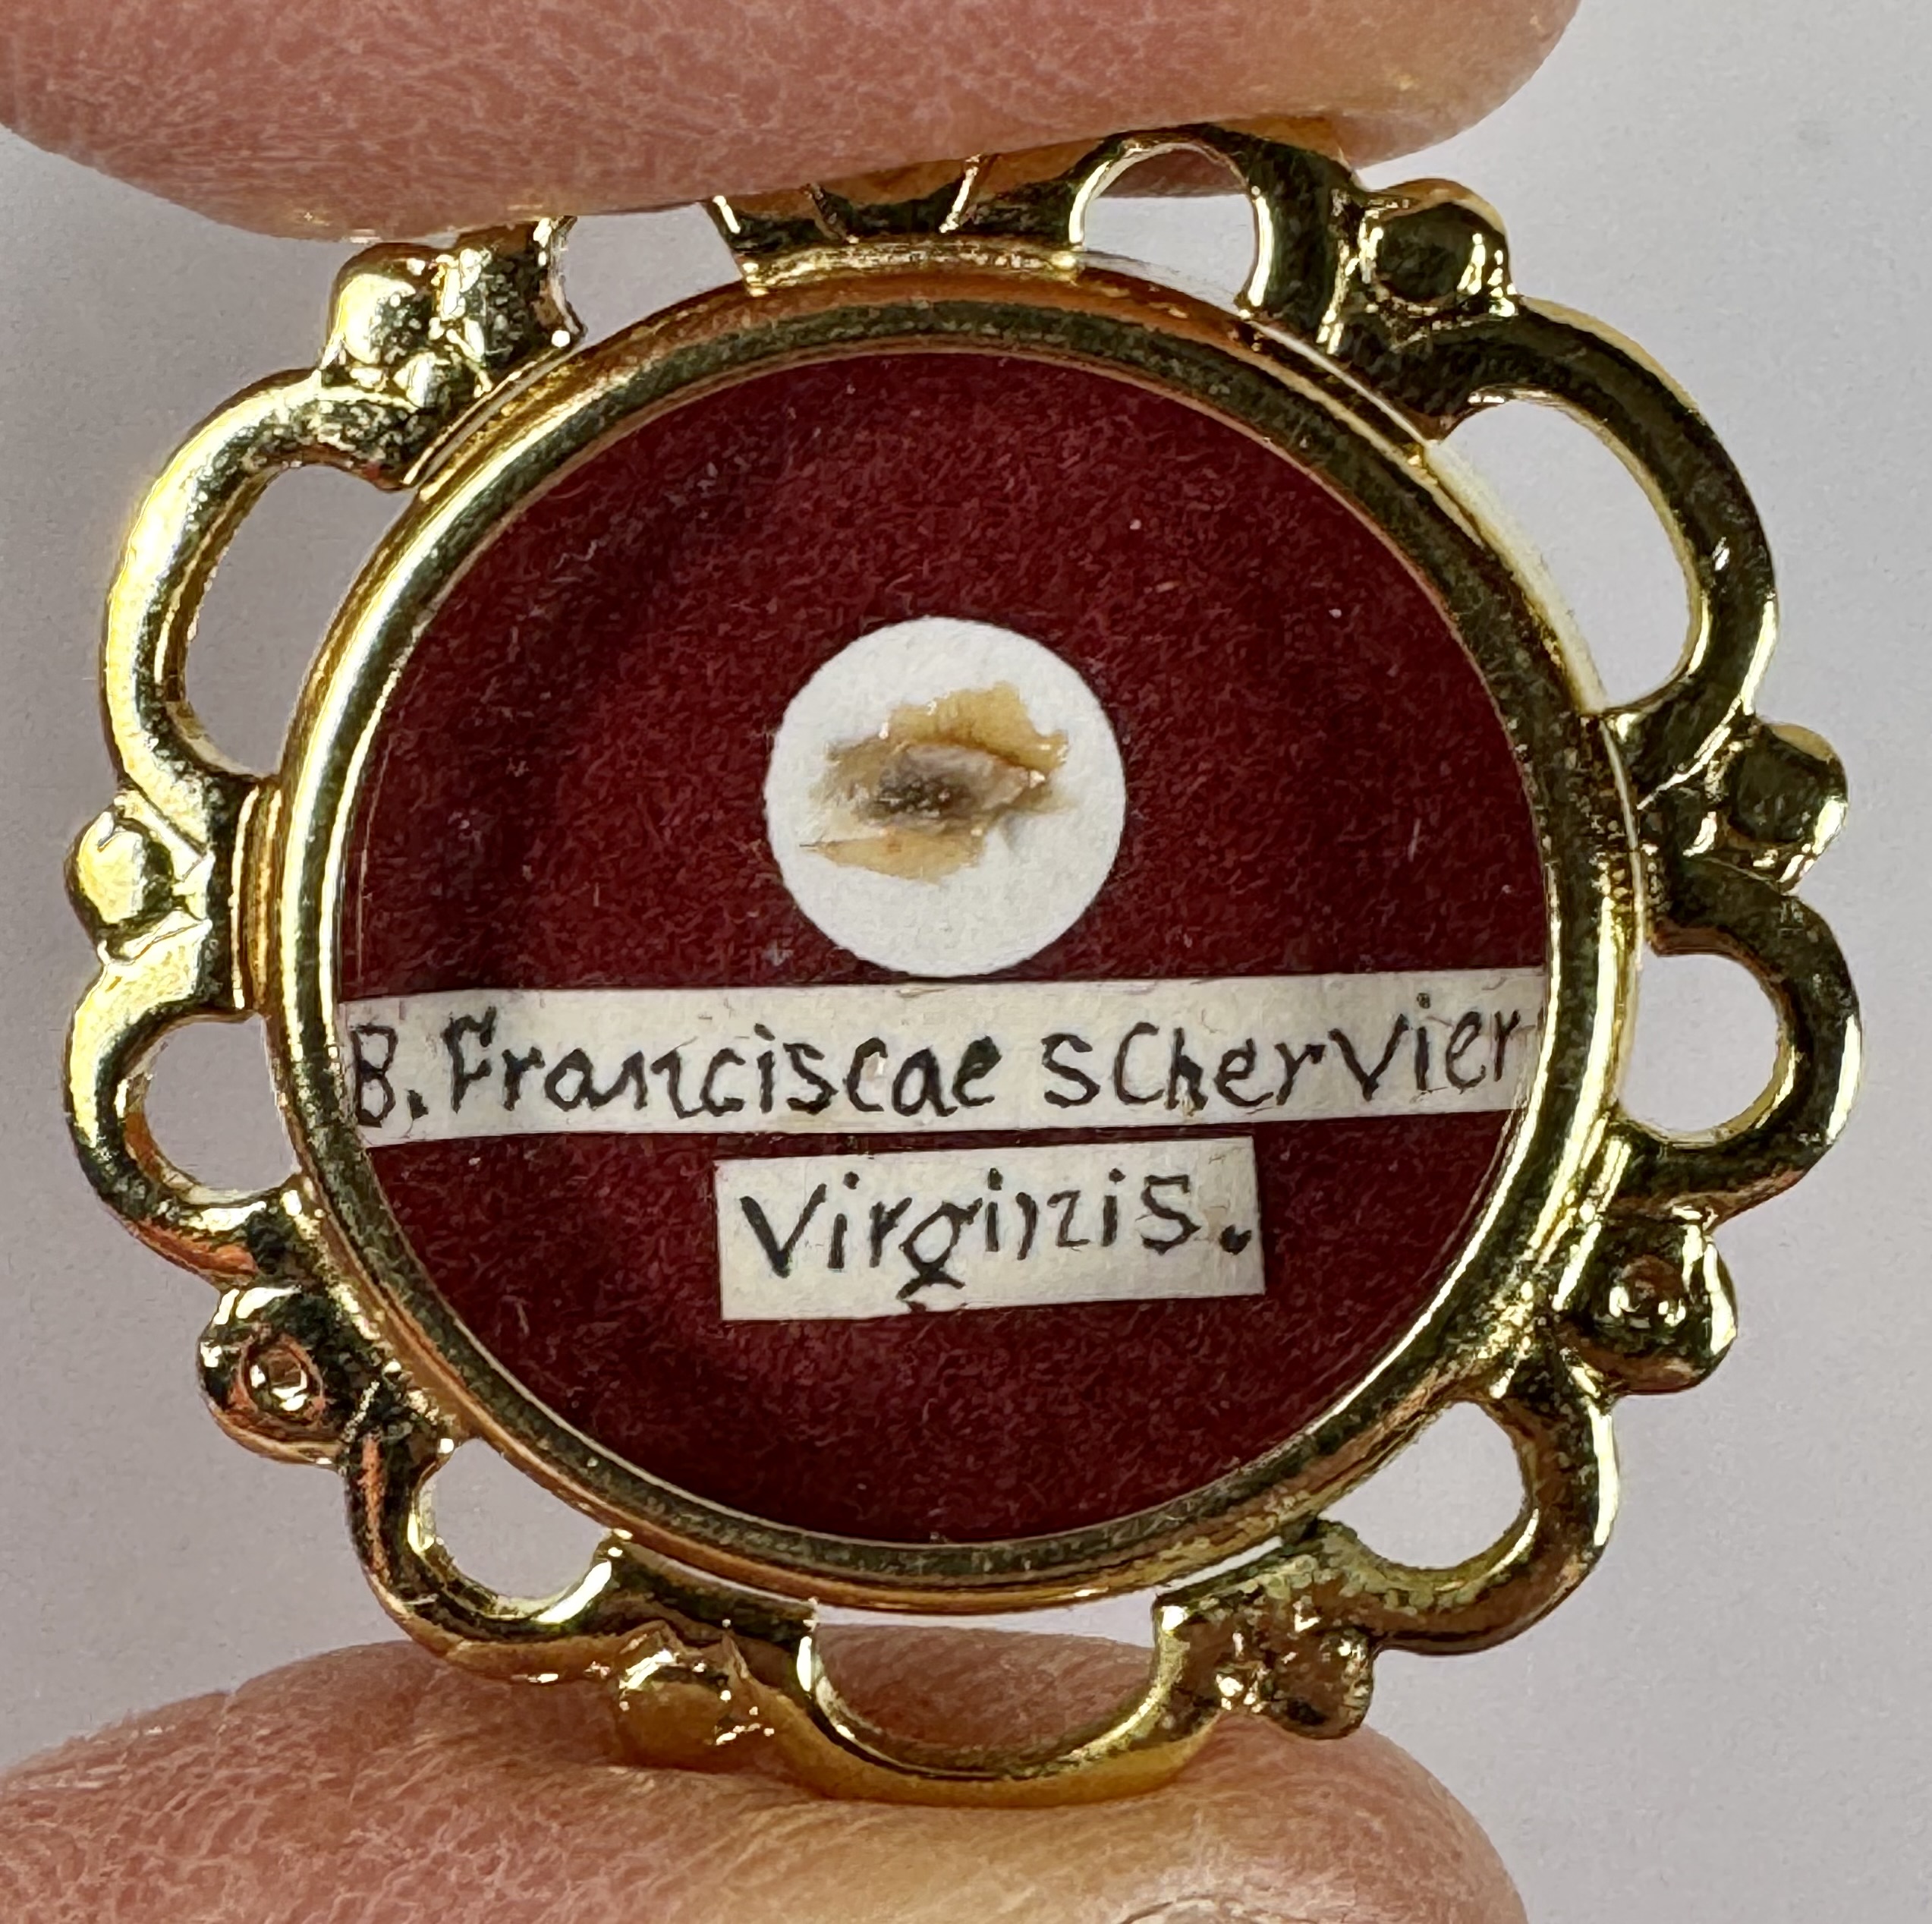 B. Franciscae Schervier
Virginis.